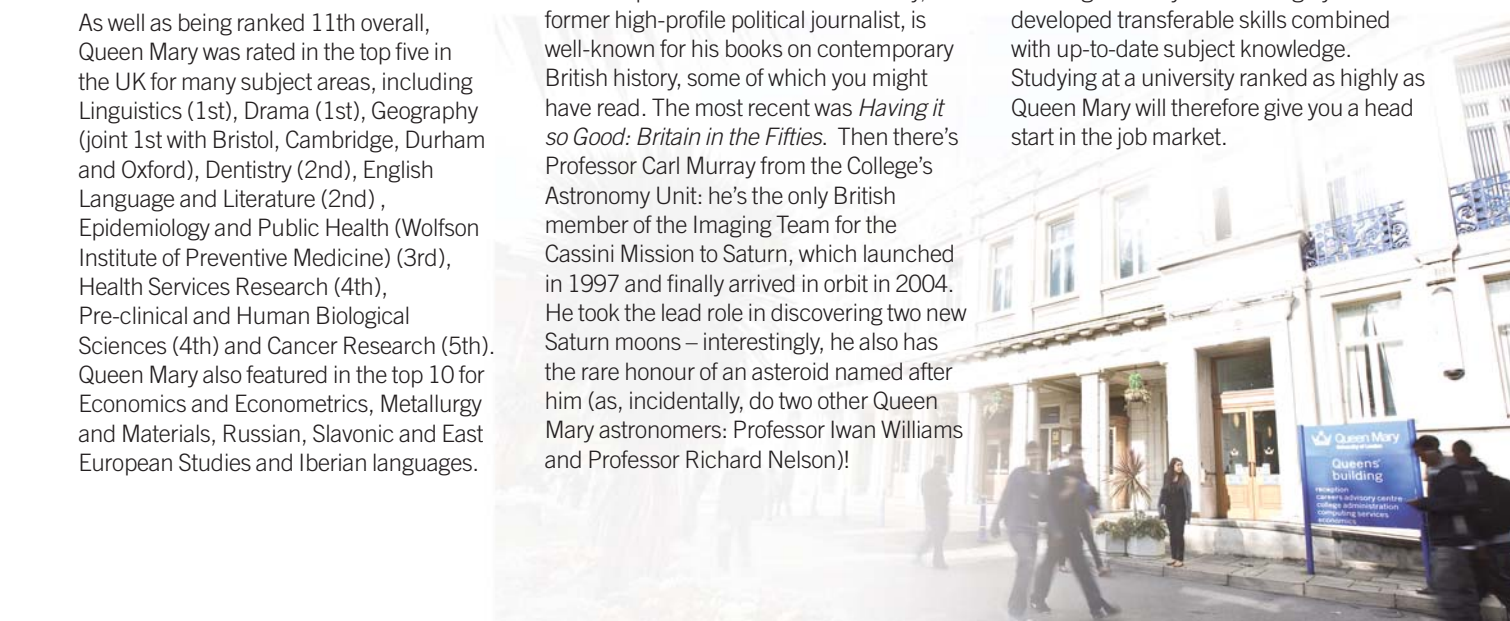 As well as being ranked 11th overall,
Queen Mary was rated in the top five in
the UK for many subject areas, including
Linguistics (1st), Drama (1st), Geography
(joint 1st with Bristol, Cambridge, Durham
and Oxford), Dentistry (2nd), English
Language and Literature (2nd) ,
Epidemiology and Public Health (Wolfson
Institute of Preventive Medicine) (3rd),
Health Services Research (4th),
Pre-clinical and Human Biological
Sciences (4th) and Cancer Research (5th).
Queen Mary also featured in the top 10 for
Economics and Econometrics, Metallurgy
and Materials, Russian, Slavonic and East
European Studies and Iberian languages.
former high-profile political journalist, is
well-known for his books on contemporary
British history, some of which you might
have read. The most recent was Having it
so Good: Britain in the Fifties. Then there's
Professor Carl Murray from the College's
Astronomy Unit: he's the only British
member of the Imaging Team for the
Cassini Mission to Saturn, which launched
in 1997 and finally arrived in orbit in 2004.
He took the lead role in discovering two new
Saturn moons – interestingly, he also has
the rare honour of an asteroid named after
him (as, incidentally, do two other Queen
Mary astronomers: Professor Iwan Williams
and Professor Richard Nelson)!
developed transferable skills combined
with up-to-date subject knowledge.
Studying at a university ranked as highly as
Queen Mary will therefore give you a head
start in the job market.
Queen Mary
University of London
Queens'
building
reception
careers advisory centre
college administration
computing services
economics